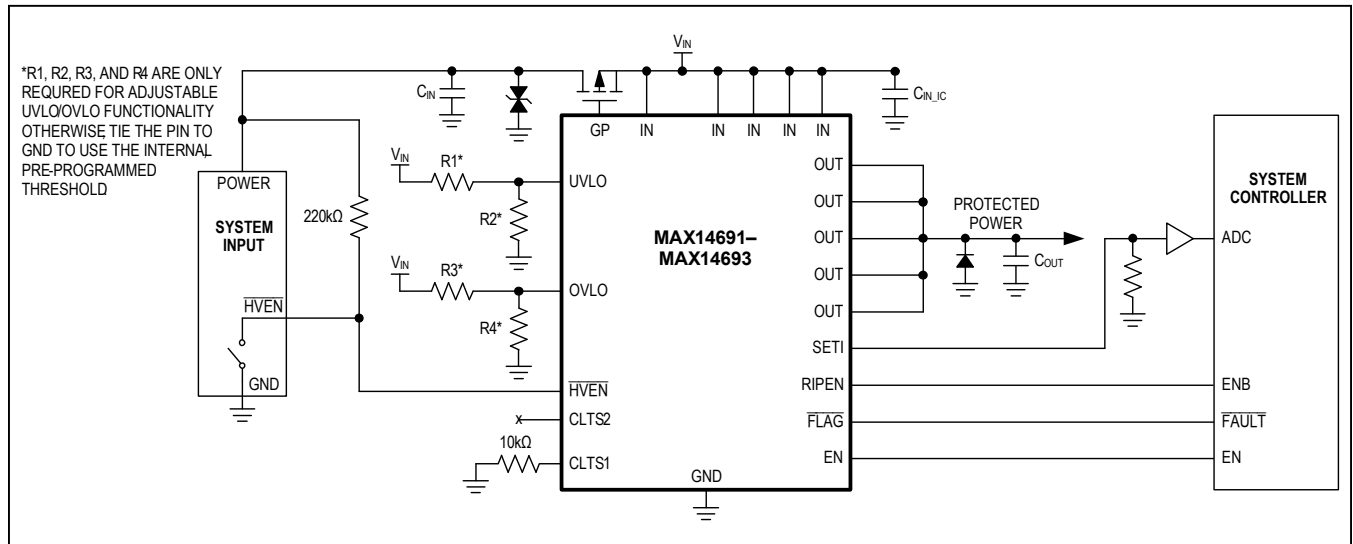 *R1, R2, R3, AND R4 ARE ONLY
REQURED FOR ADJUSTABLE
UVLO/OVLO FUNCTIONALITY
OTHERWISE, TIE THE PIN TO
GND TO USE THE INTERNAL,
PRE-PROGRAMMED
THRESHOLD.
VIN
CIN
CIN_IC
GP
IN
IN
IN
IN
IN
POWER
SYSTEM
INPUT
HVEN
GND
220kΩ
VIN
R1*
R2*
UVLO
VIN
R3*
R4*
OVLO
HVEN
x
CLTS2
10kΩ
CLTS1
MAX14691–
MAX14693
GND
OUT
OUT
OUT
OUT
OUT
SETI
RIPEN
FLAG
EN
PROTECTED
POWER
COUT
SYSTEM
CONTROLLER
ADC
ENB
FAULT
EN